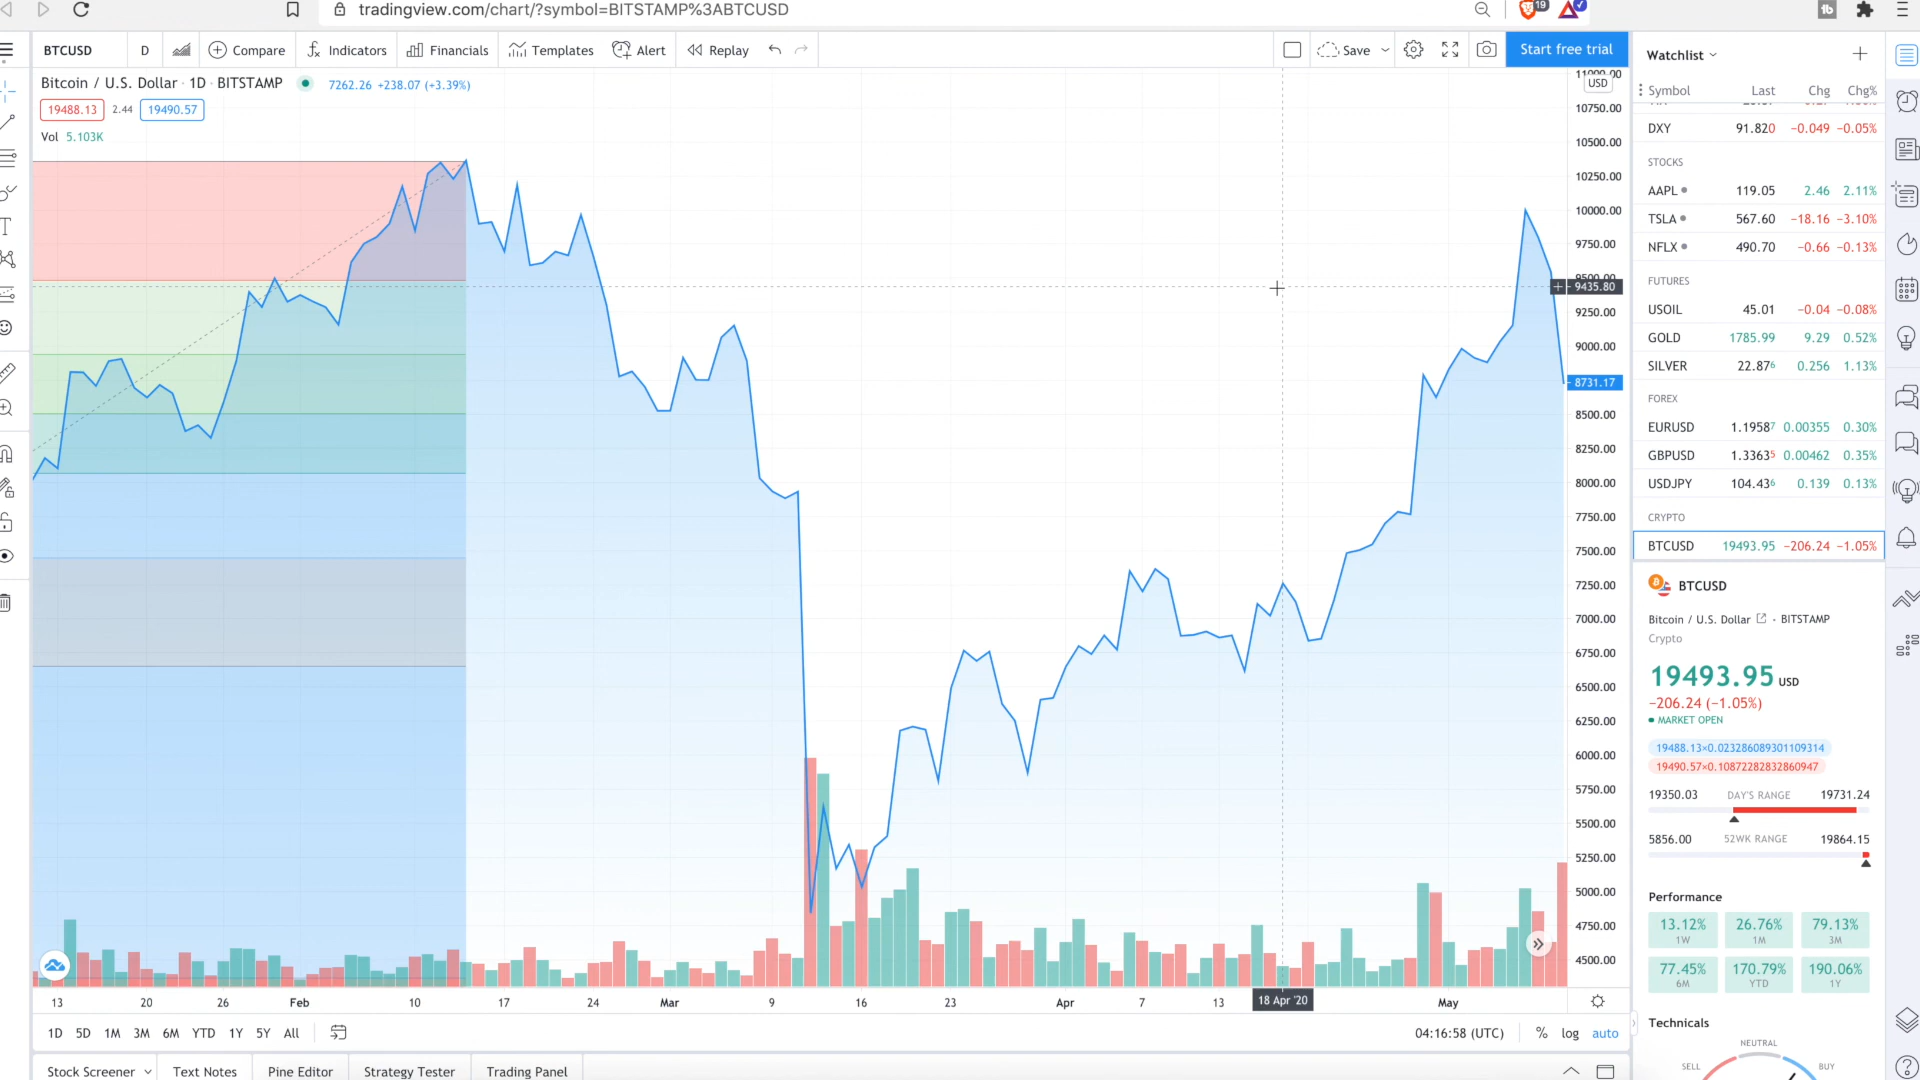 tradingview.com/chart/?symbol=BITSTAMP%3ABTCUSD
19
BTCUSD D Compare Indicators Financials Templates Alert Replay Save Start free trial
Bitcoin / U.S. Dollar · 1D · BITSTAMP 7262.26 +238.07 (+3.39%)
19488.13 2.44 19490.57
Vol 5.103K
11000.00
USD
10750.00
10500.00
10250.00
10000.00
9750.00
9500.00
9435.80
9250.00
9000.00
8731.17
8500.00
8250.00
8000.00
7750.00
7500.00
7250.00
7000.00
6750.00
6500.00
6250.00
6000.00
5750.00
5500.00
5250.00
5000.00
4750.00
4500.00
13 20 26 Feb 10 17 24 Mar 9 16 23 Apr 7 13 18 Apr '20 May
1D 5D 1M 3M 6M YTD 1Y 5Y All 04:16:58 (UTC) % log auto
Stock Screener Text Notes Pine Editor Strategy Tester Trading Panel
Watchlist
Symbol Last Chg Chg%
DXY 91.820 −0.049 −0.05%
STOCKS
AAPL 119.05 2.46 2.11%
TSLA 567.60 −18.16 −3.10%
NFLX 490.70 −0.66 −0.13%
FUTURES
USOIL 45.01 −0.04 −0.08%
GOLD 1785.99 9.29 0.52%
SILVER 22.876 0.256 1.13%
FOREX
EURUSD 1.19587 0.00355 0.30%
GBPUSD 1.33635 0.00462 0.35%
USDJPY 104.436 0.139 0.13%
CRYPTO
BTCUSD 19493.95 −206.24 −1.05%
BTCUSD
Bitcoin / U.S. Dollar · BITSTAMP
Crypto
19493.95 USD
−206.24 (−1.05%)
MARKET OPEN
19488.13×0.023286089301109314
19490.57×0.10872282832860947
19350.03 DAY'S RANGE 19731.24
5856.00 52WK RANGE 19864.15
Performance
13.12% 26.76% 79.13%
1W 1M 3M
77.45% 170.79% 190.06%
6M YTD 1Y
Technicals
NEUTRAL
SELL BUY